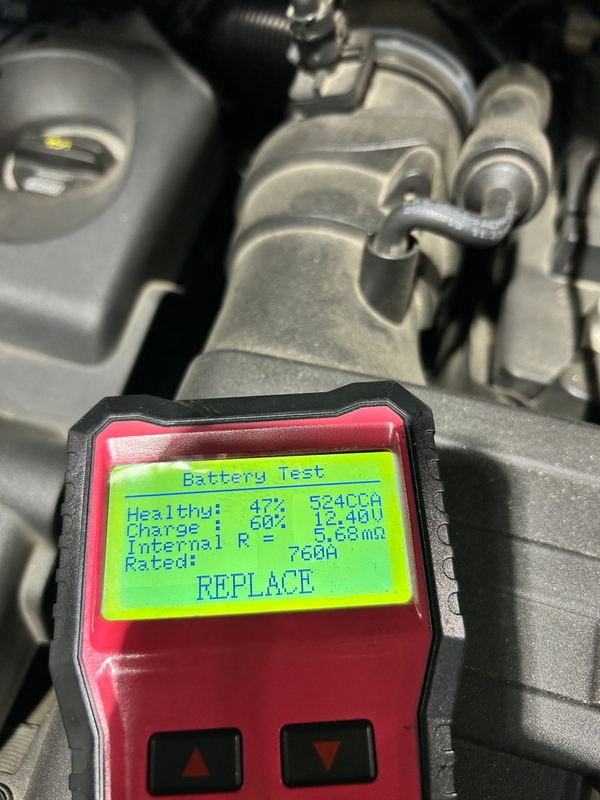 Battery Test
Healthy: 47% 524CCA
Charge : 60% 12.40V
Internal R = 5.68mΩ
Rated: 760A
REPLACE